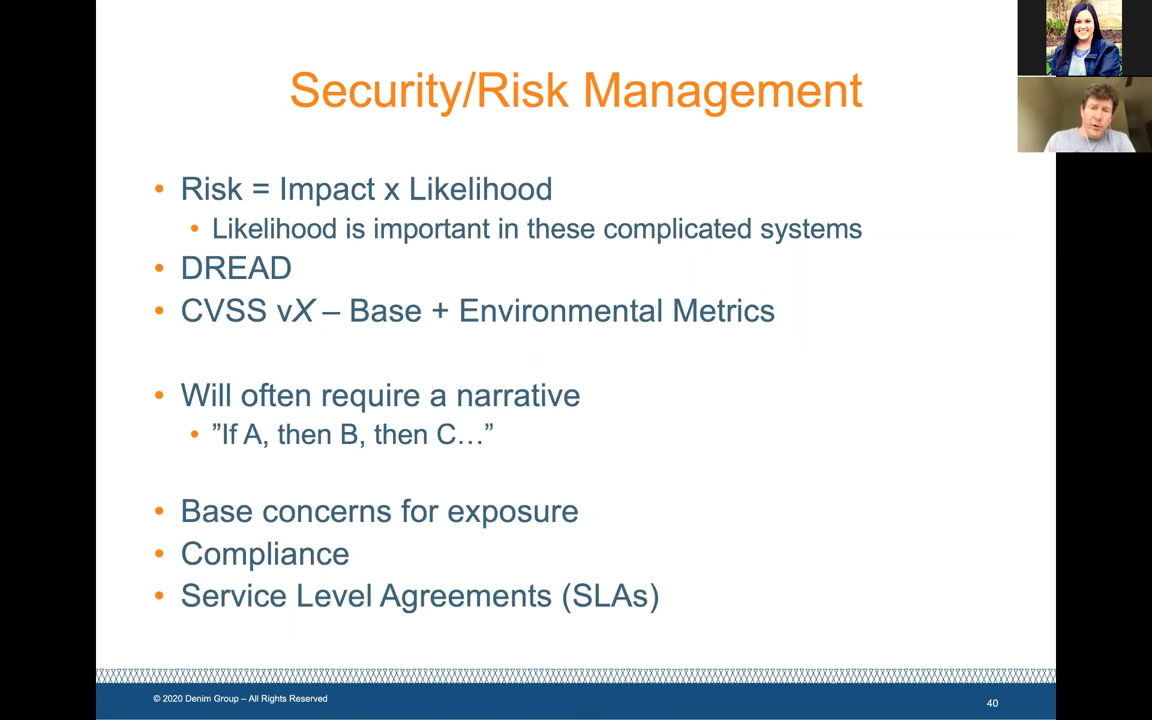 Security/Risk Management
• Risk = Impact x Likelihood
• Likelihood is important in these complicated systems
• DREAD
• CVSS vX – Base + Environmental Metrics
• Will often require a narrative
• ”If A, then B, then C…”
• Base concerns for exposure
• Compliance
• Service Level Agreements (SLAs)
© 2020 Denim Group – All Rights Reserved
40